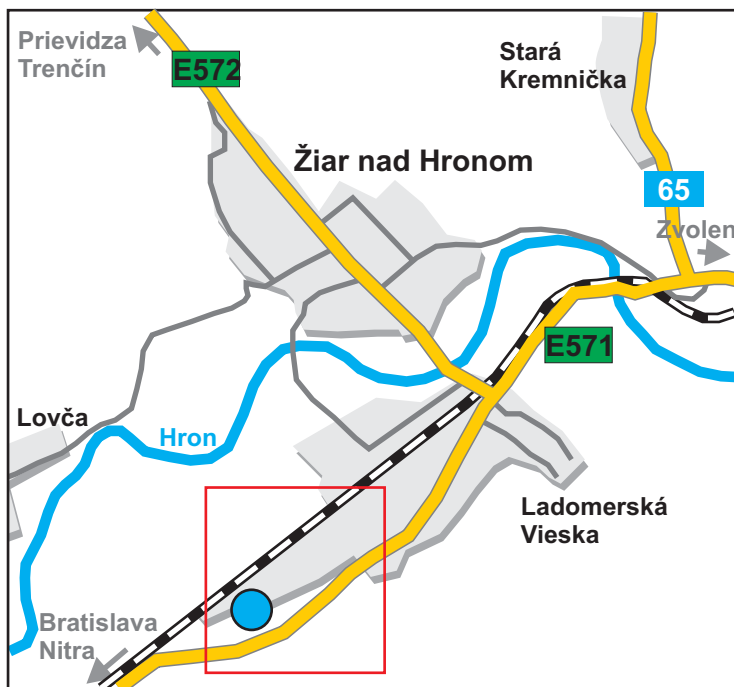 Prievidza
Trenčín
E572
Stará
Kremnička
Žiar nad Hronom
65
Zvolen
E571
Lovča
Hron
Ladomerská
Vieska
Bratislava
Nitra